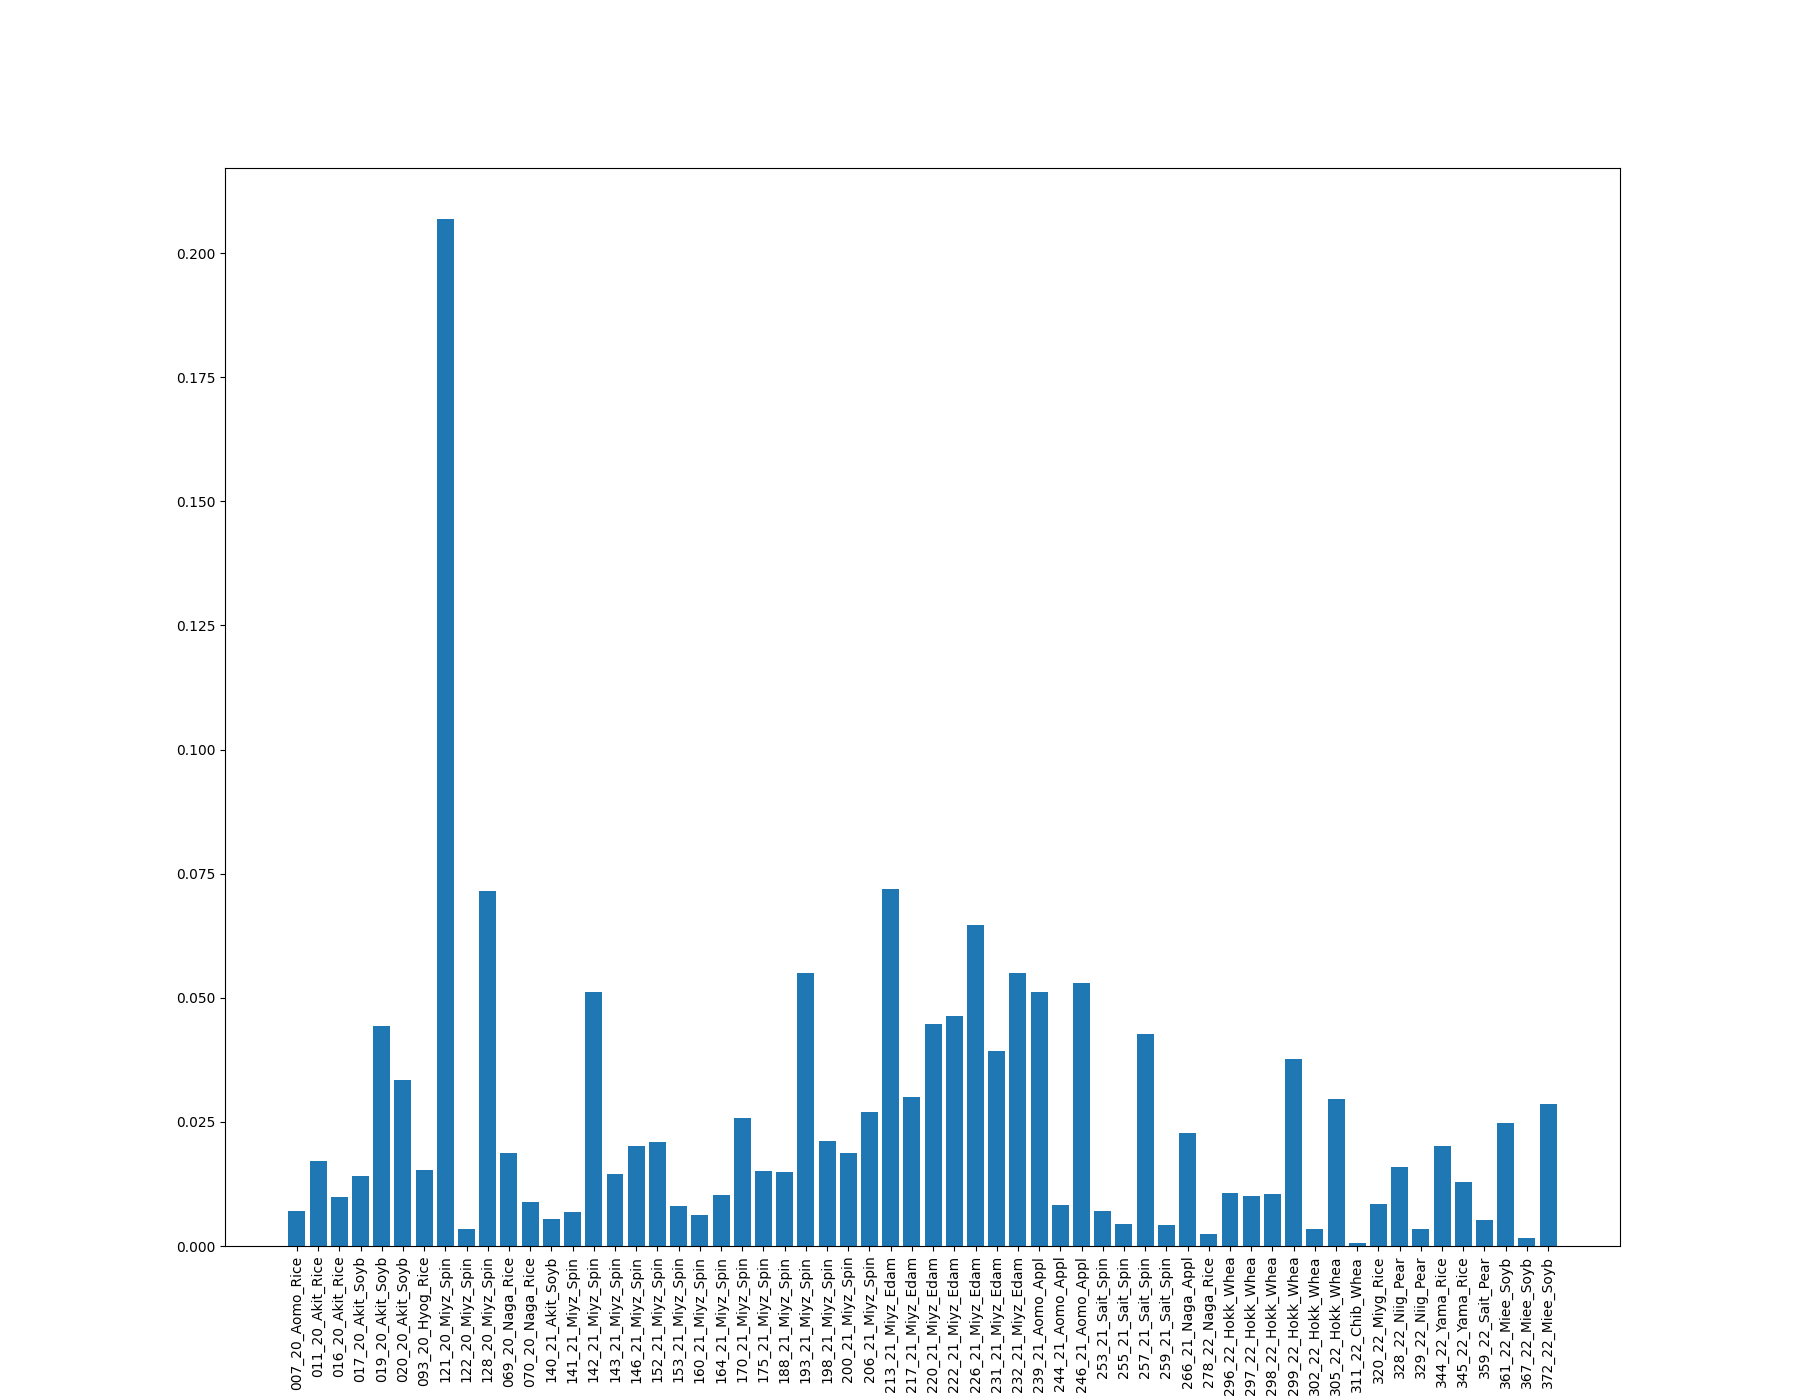 0.200
0.175
0.150
0.125
0.100
0.075
0.050
0.025
0.000
007_20_Aomo_Rice
011_20_Akit_Rice
016_20_Akit_Rice
017_20_Akit_Soyb
019_20_Akit_Soyb
020_20_Akit_Soyb
093_20_Hyog_Rice
121_20_Miyz_Spin
122_20_Miyz_Spin
128_20_Miyz_Spin
069_20_Naga_Rice
070_20_Naga_Rice
140_21_Akit_Soyb
141_21_Miyz_Spin
142_21_Miyz_Spin
143_21_Miyz_Spin
146_21_Miyz_Spin
152_21_Miyz_Spin
153_21_Miyz_Spin
160_21_Miyz_Spin
164_21_Miyz_Spin
170_21_Miyz_Spin
175_21_Miyz_Spin
188_21_Miyz_Spin
193_21_Miyz_Spin
198_21_Miyz_Spin
200_21_Miyz_Spin
206_21_Miyz_Spin
213_21_Miyz_Edam
217_21_Miyz_Edam
220_21_Miyz_Edam
222_21_Miyz_Edam
226_21_Miyz_Edam
231_21_Miyz_Edam
232_21_Miyz_Edam
239_21_Aomo_Appl
244_21_Aomo_Appl
246_21_Aomo_Appl
253_21_Sait_Spin
255_21_Sait_Spin
257_21_Sait_Spin
259_21_Sait_Spin
266_21_Naga_Appl
278_22_Naga_Rice
296_22_Hokk_Whea
297_22_Hokk_Whea
298_22_Hokk_Whea
299_22_Hokk_Whea
302_22_Hokk_Whea
305_22_Hokk_Whea
311_22_Chib_Whea
320_22_Miyg_Rice
328_22_Niig_Pear
329_22_Niig_Pear
344_22_Yama_Rice
345_22_Yama_Rice
359_22_Sait_Pear
361_22_Miee_Soyb
367_22_Miee_Soyb
372_22_Miee_Soyb